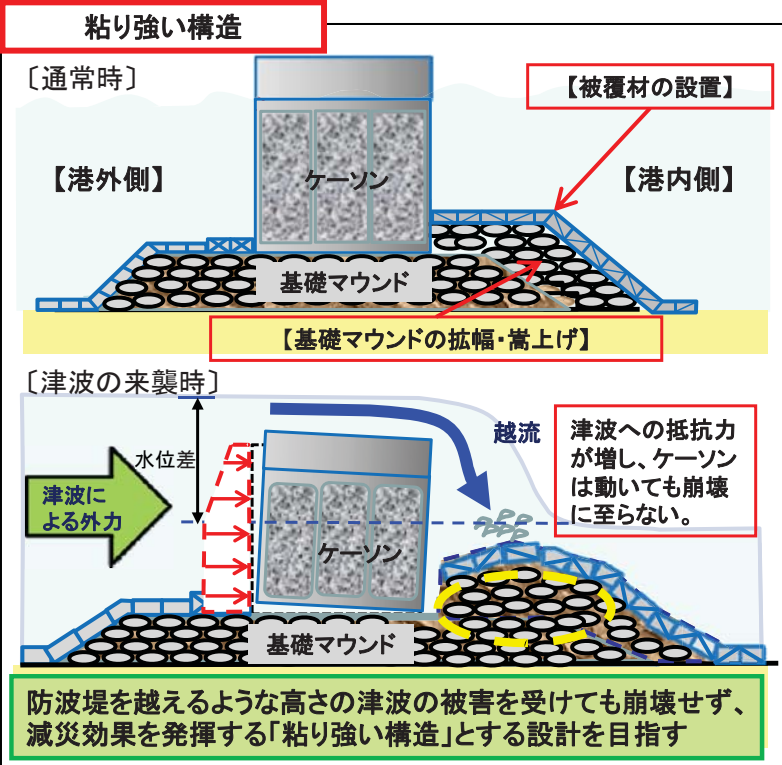 粘り強い構造
〔通常時〕
【被覆材の設置】
【港外側】
ケーソン
【港内側】
基礎マウンド
【基礎マウンドの拡幅・嵩上げ】
〔津波の来襲時〕
越流
水位差
津波への抵抗力
が増し、ケーソン
は動いても崩壊
に至らない。
津波に
よる外力
ケーソン
基礎マウンド
防波堤を越えるような高さの津波の被害を受けても崩壊せず、
減災効果を発揮する「粘り強い構造」とする設計を目指す